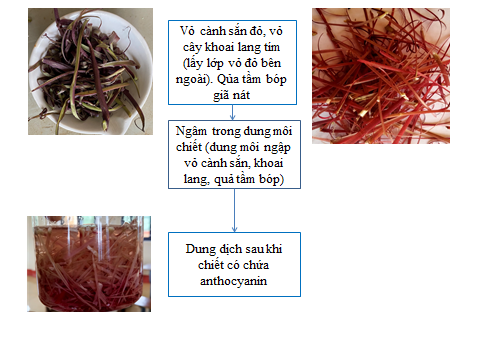 Vỏ cành sắn đỏ, vỏ
cây khoai lang tím
(lấy lớp vỏ đỏ bên
ngoài). Qủa tầm bóp
giã nát
Ngâm trong dung môi
chiết (dung môi ngập
vỏ cành sắn, khoai
lang, quả tầm bóp)
Dung dịch sau khi
chiết có chứa
anthocyanin